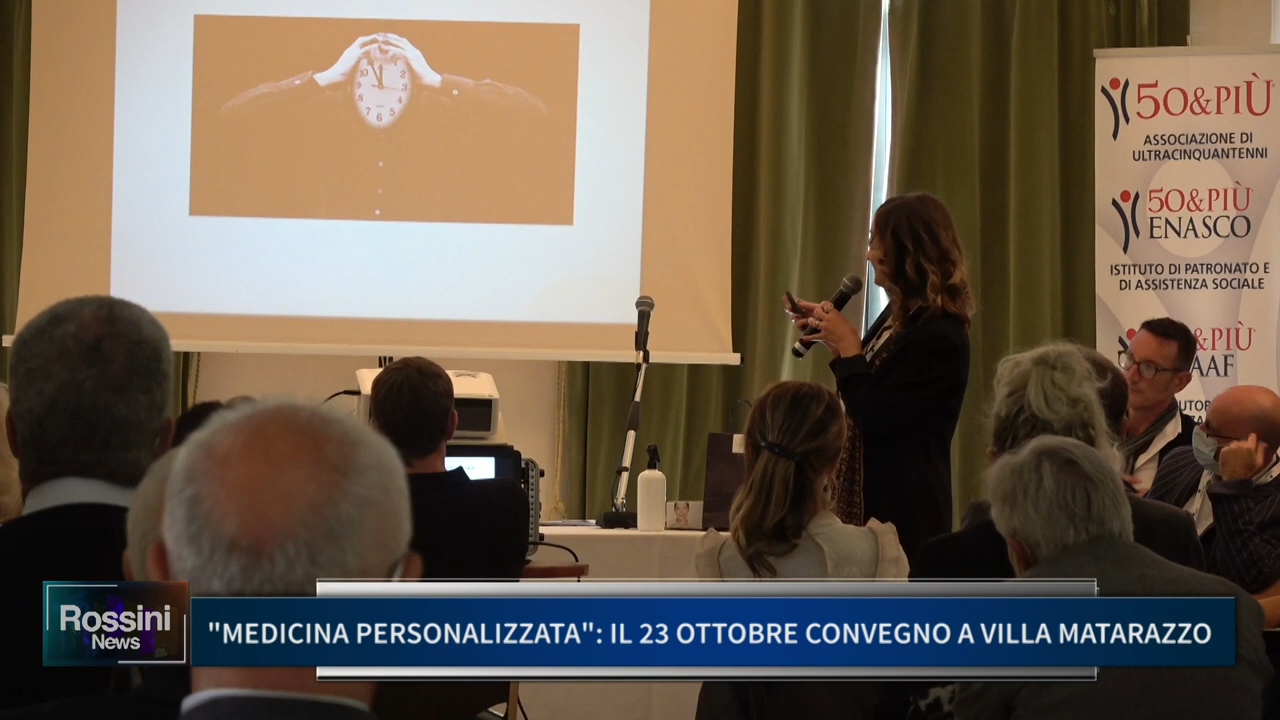 50&PIÙ
ASSOCIAZIONE DI
ULTRACINQUANTENNI
50&PIÙ
ENASCO
ISTITUTO DI PATRONATO E
DI ASSISTENZA SOCIALE
&PIÙ
AAF
Rossini
News
"MEDICINA PERSONALIZZATA": IL 23 OTTOBRE CONVEGNO A VILLA MATARAZZO